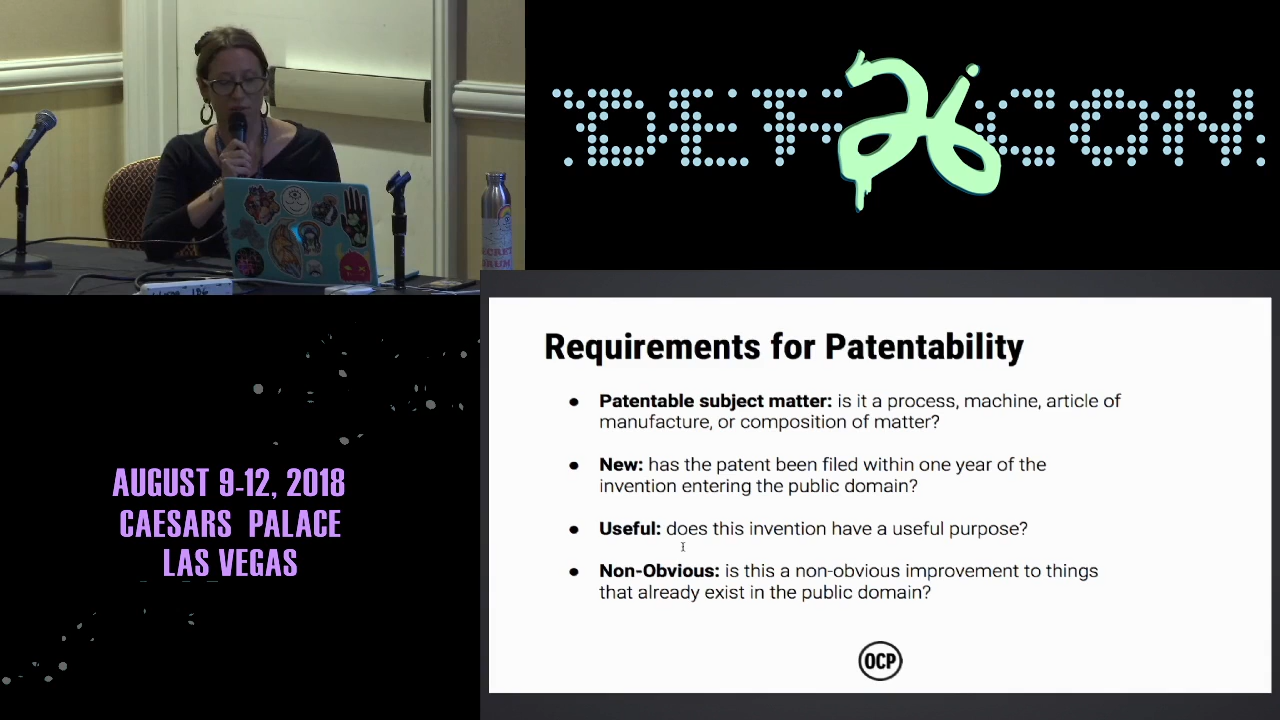 DEF 26 CON
Requirements for Patentability
● Patentable subject matter: is it a process, machine, article of
manufacture, or composition of matter?
● New: has the patent been filed within one year of the
invention entering the public domain?
● Useful: does this invention have a useful purpose?
● Non-Obvious: is this a non-obvious improvement to things
that already exist in the public domain?
OCP
AUGUST 9-12, 2018
CAESARS PALACE
LAS VEGAS